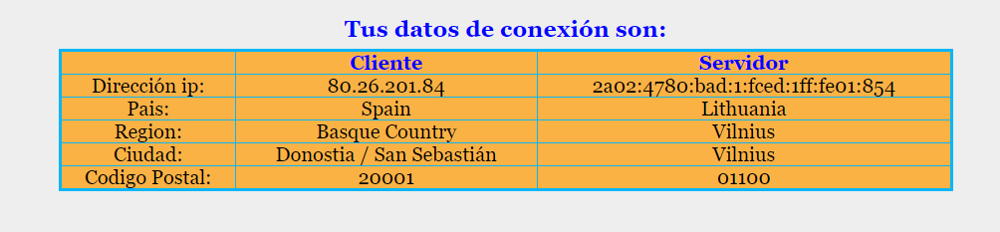 Tus datos de conexión son:
Cliente Servidor
Dirección ip: 80.26.201.84 2a02:4780:bad:1:fced:1ff:fe01:854
Pais: Spain Lithuania
Region: Basque Country Vilnius
Ciudad: Donostia / San Sebastián Vilnius
Codigo Postal: 20001 01100